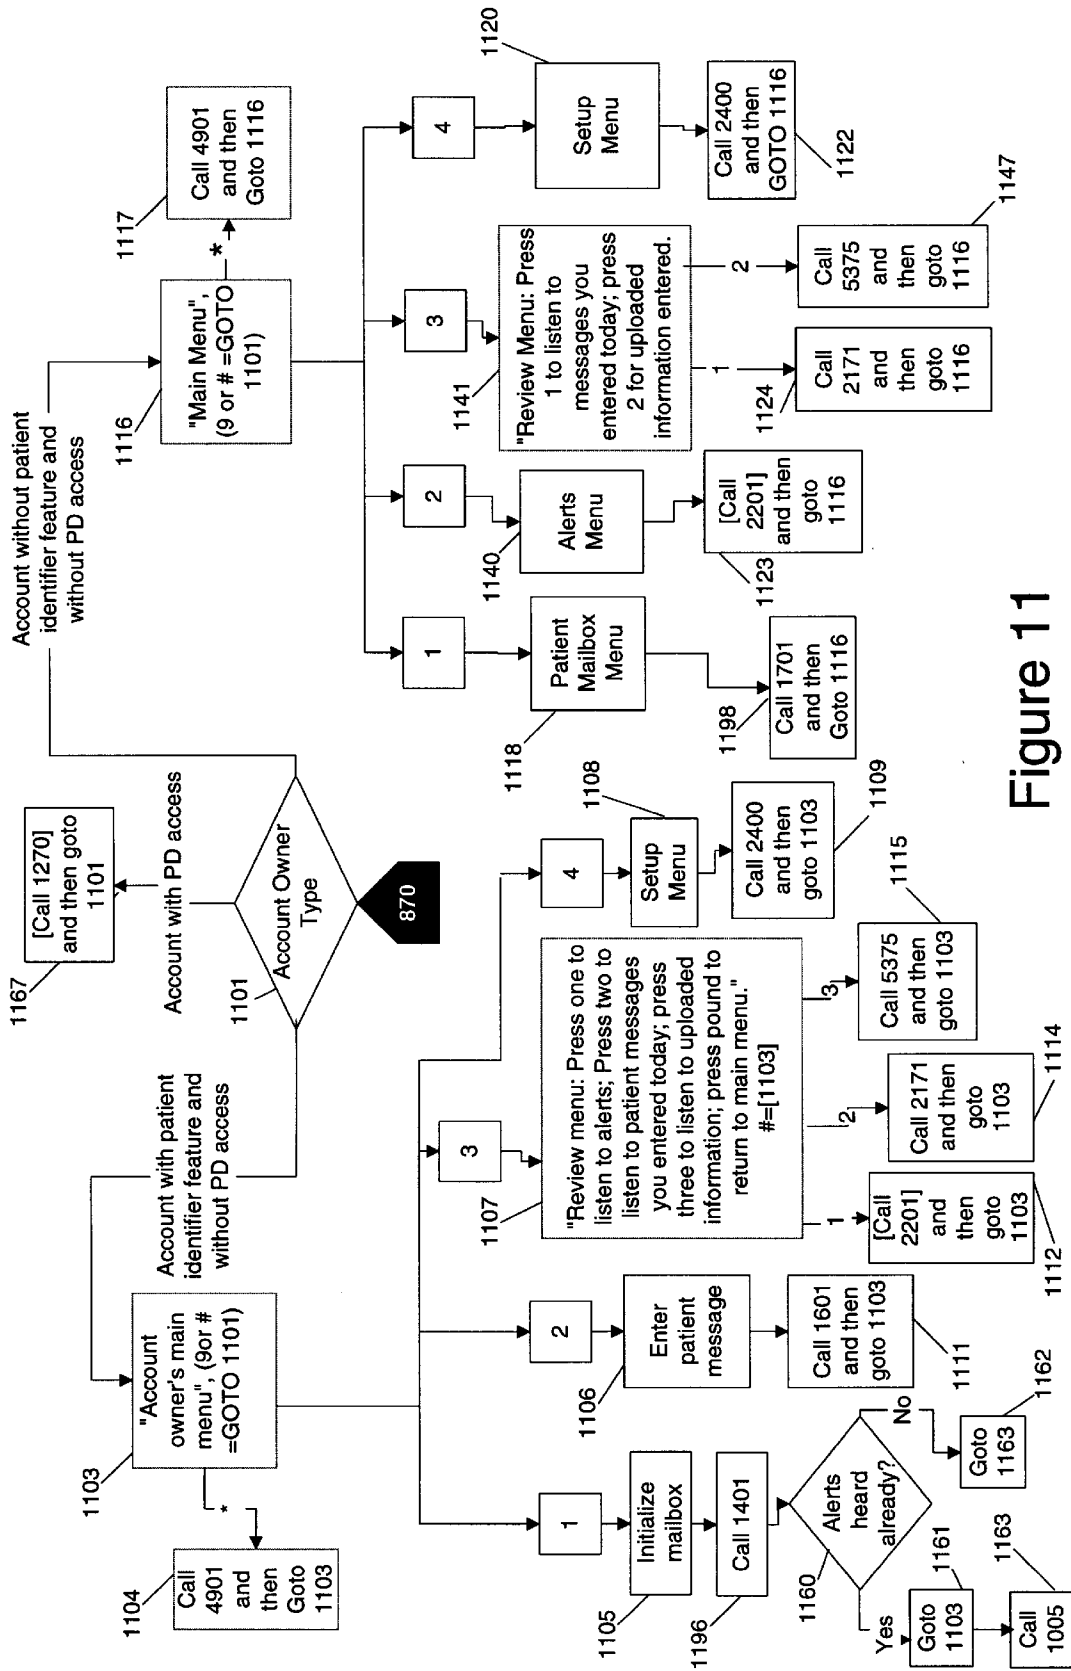 1167
[Call 1270]
and then goto
1101
Account with PD access
1101
Account Owner
Type
870
Account with patient
identifier feature and
without PD access
Account without patient
identifier feature and
without PD access
1103
"Account
owner's main
menu", (9or #
=GOTO 1101)
*
1104
Call
4901
and
then
Goto
1103
1
1105
Initialize
mailbox
1196
Call 1401
1160
Alerts
heard
already?
Yes
No
Goto
1103
1161
Call
1005
1163
Goto
1163
1162
2
1106
Enter
patient
message
Call 1601
and then
goto 1103
1111
3
1107
"Review menu: Press one to
listen to alerts; Press two to
listen to patient messages
you entered today; press
three to listen to uploaded
information; press pound to
return to main menu."
#=[1103]
1
2
3
[Call
2201]
and
then
goto
1103
1112
Call 2171
and then
goto
1103
1114
Call 5375
and then
goto 1103
1115
4
1108
Setup
Menu
Call 2400
and then
goto 1103
1109
1116
"Main Menu",
(9 or # =GOTO
1101)
*
1117
Call 4901
and then
Goto 1116
1
1118
Patient
Mailbox
Menu
1198
Call 1701
and then
Goto 1116
2
1140
Alerts
Menu
1123
[Call
2201]
and then
goto
1116
3
1141
"Review Menu: Press
1 to listen to
messages you
entered today; press
2 for uploaded
information entered.
1
2
1124
Call
2171
and
then
goto
1116
Call
5375
and
then
goto
1116
1147
4
1120
Setup
Menu
Call 2400
and then
GOTO 1116
1122
Figure 11